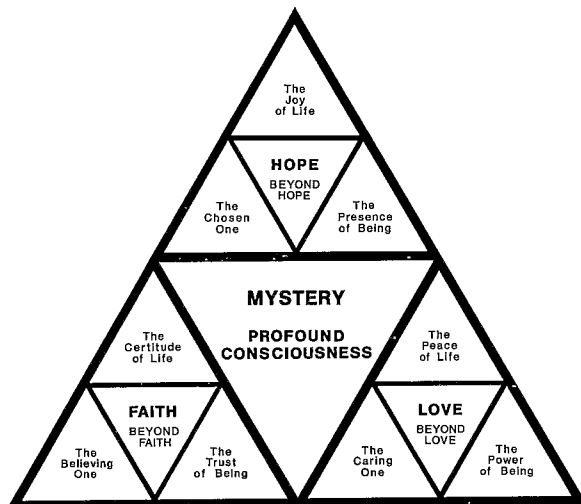 The
Joy
of Life
HOPE
BEYOND
HOPE
The
Chosen
One
The
Presence
of Being
MYSTERY
PROFOUND
CONSCIOUSNESS
The
Certitude
of Life
FAITH
BEYOND
FAITH
The
Believing
One
The
Trust
of Being
The
Peace
of Life
LOVE
BEYOND
LOVE
The
Caring
One
The
Power
of Being